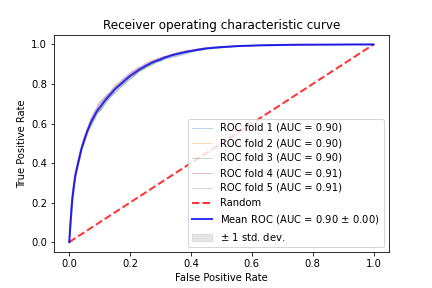 Receiver operating characteristic curve
True Positive Rate
1.0
0.8
0.6
0.4
0.2
0.0
ROC fold 1 (AUC = 0.90)
ROC fold 2 (AUC = 0.90)
ROC fold 3 (AUC = 0.90)
ROC fold 4 (AUC = 0.91)
ROC fold 5 (AUC = 0.91)
Random
Mean ROC (AUC = 0.90 ± 0.00)
± 1 std. dev.
0.0 0.2 0.4 0.6 0.8 1.0
False Positive Rate